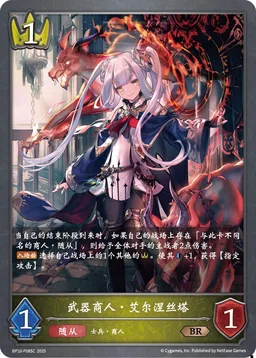 1
当自己的结束阶段到来时，如果自己的战场上存在『与此卡不同
名的商人·随从』，则给予全体对手的主战者2点伤害。
入场曲 选择自己战场上的1个其他的。使其+1，获得【指定
攻击】。
武器商人·艾尔涅丝塔
1
随从
士兵·商人
BR
1
EP10-P08SC 2025
© Cygames, Inc. Replicated by NetEase Games